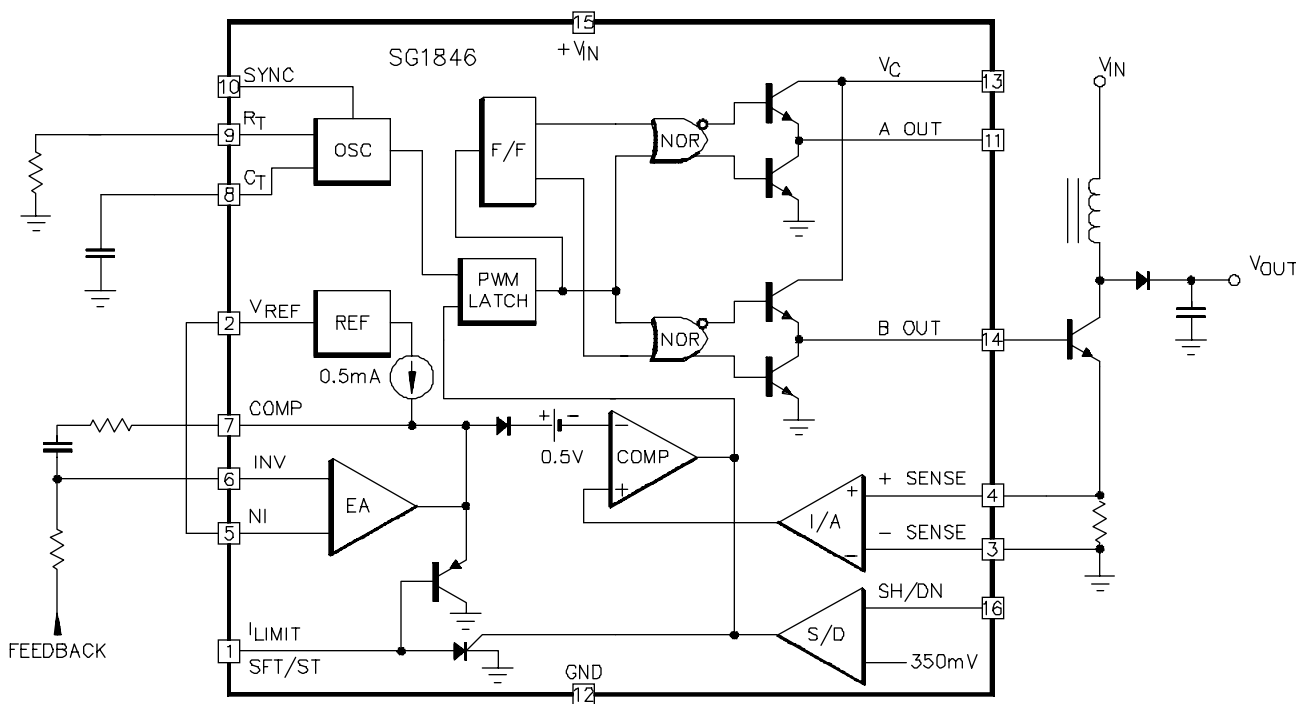 15
+VIN
SG1846
10
SYNC
VC
13
VIN
9
RT
OSC
F/F
NOR
A OUT
11
8
CT
PWM
LATCH
VOUT
2
VREF
REF
NOR
B OUT
14
0.5mA
7
COMP
+
−
0.5V
−
COMP
+
6
INV
EA
+ SENSE
4
+
I/A
5
NI
− SENSE
3
−
SH/DN
16
S/D
350mV
FEEDBACK
1
ILIMIT
SFT/ST
GND
12